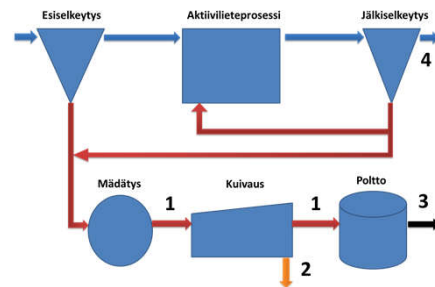 Esiselkeytys
Aktiivilieteprosessi
Jälkiselkeytys
4
Mädätys
1
Kuivaus
1
Poltto
3
2